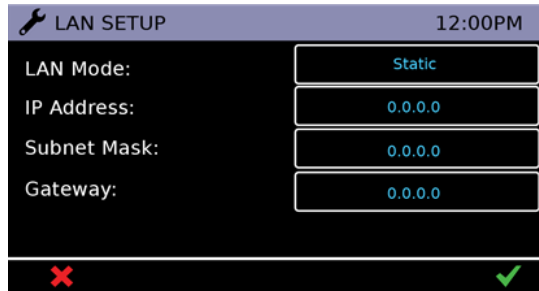 LAN SETUP 12:00PM
LAN Mode: Static
IP Address: 0.0.0.0
Subnet Mask: 0.0.0.0
Gateway: 0.0.0.0